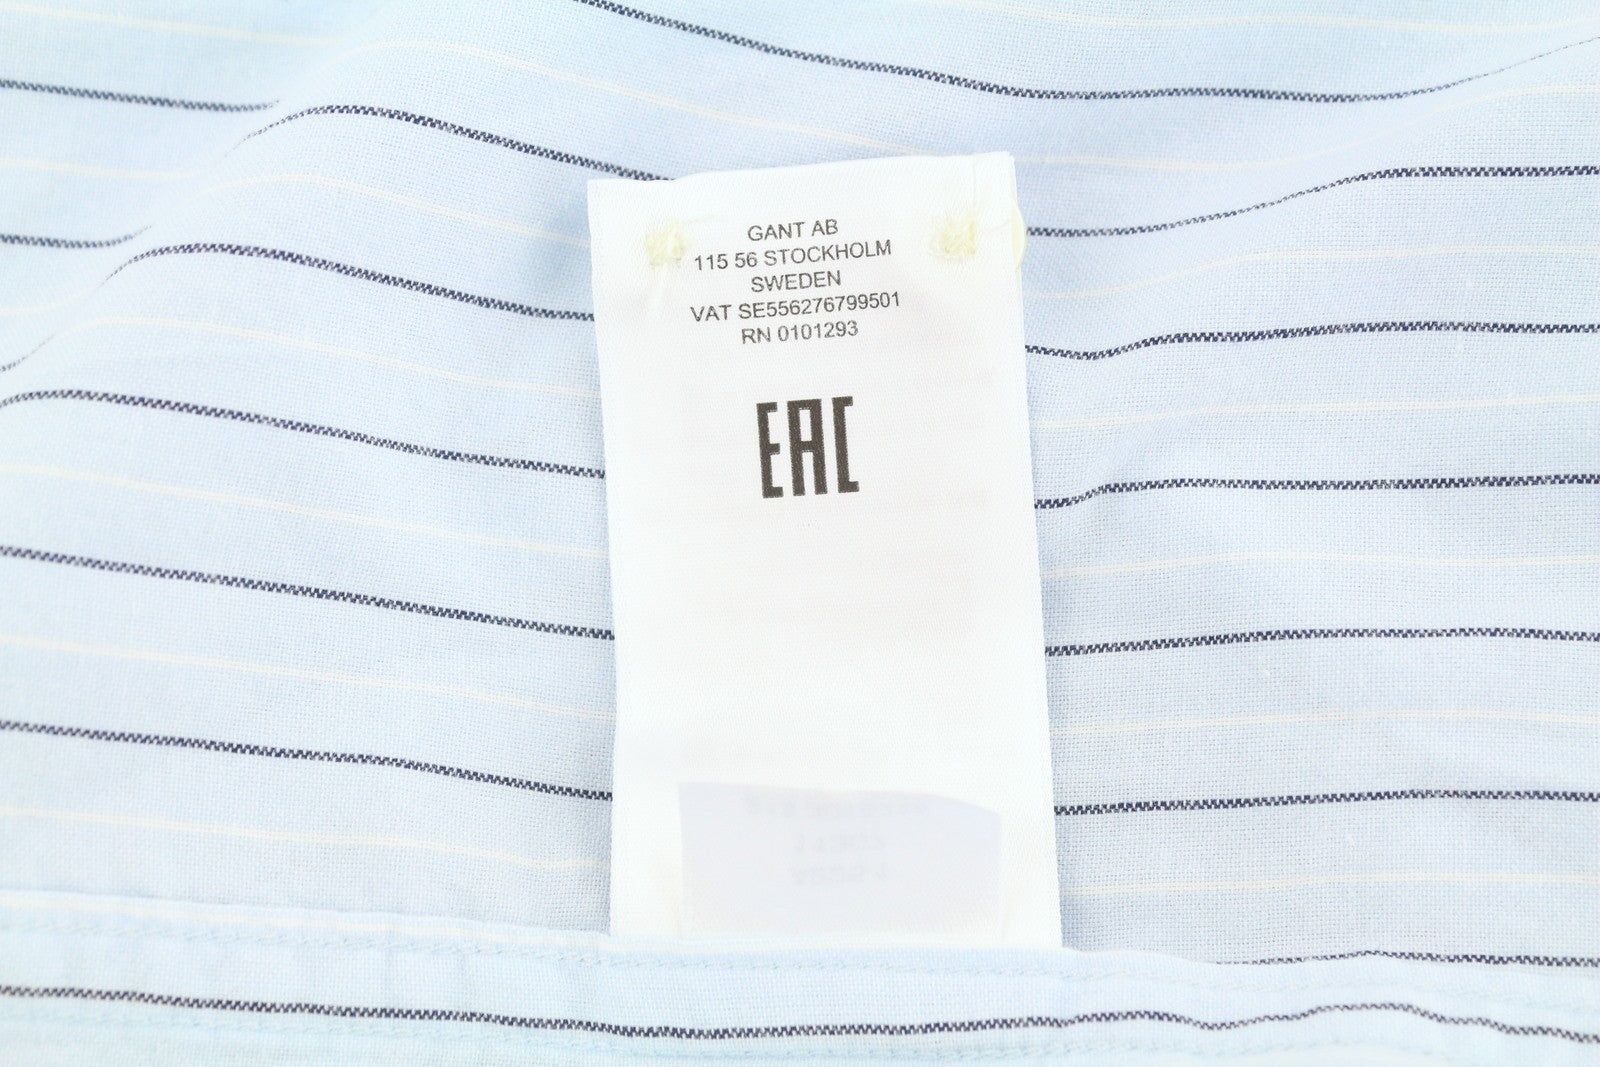 GANT AB
115 56 STOCKHOLM
SWEDEN
VAT SE556276799501
RN 0101293
EAC